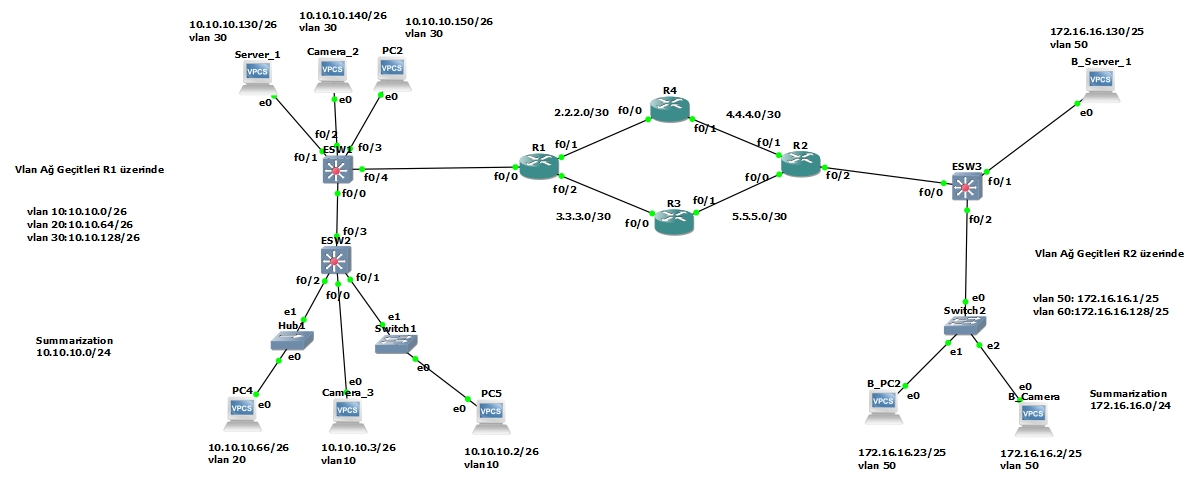 10.10.10.130/26
vlan 30
10.10.10.140/26
vlan 30
10.10.10.150/26
vlan 30
Server_1
Camera_2
PC2
VPCS
VPCS
VPCS
e0
e0
e0
f0/2
f0/1
f0/3
ESW1
f0/4
f0/0
Vlan Ağ Geçitleri R1 üzerinde
vlan 10:10.10.0/26
vlan 20:10.10.64/26
vlan 30:10.10.128/26
f0/3
ESW2
f0/2
f0/1
f0/0
e1
Hub1
e0
e1
Switch1
e0
Summarization
10.10.10.0/24
PC4
VPCS
e0
10.10.10.66/26
vlan 20
e0
Camera_3
VPCS
10.10.10.3/26
vlan10
PC5
e0
VPCS
10.10.10.2/26
vlan10
R1
f0/0
f0/1
f0/2
2.2.2.0/30
R4
f0/0
f0/1
4.4.4.0/30
3.3.3.0/30
R3
f0/0
f0/1
5.5.5.0/30
R2
f0/1
f0/0
f0/2
172.16.16.130/25
vlan 50
B_Server_1
VPCS
e0
ESW3
f0/0
f0/1
f0/2
Vlan Ağ Geçitleri R2 üzerinde
vlan 50: 172.16.16.1/25
vlan 60:172.16.16.128/25
e0
Switch2
e1
e2
B_PC2
VPCS
e0
172.16.16.23/25
vlan 50
e0
B_Camera
VPCS
172.16.16.2/25
vlan 50
Summarization
172.16.16.0/24